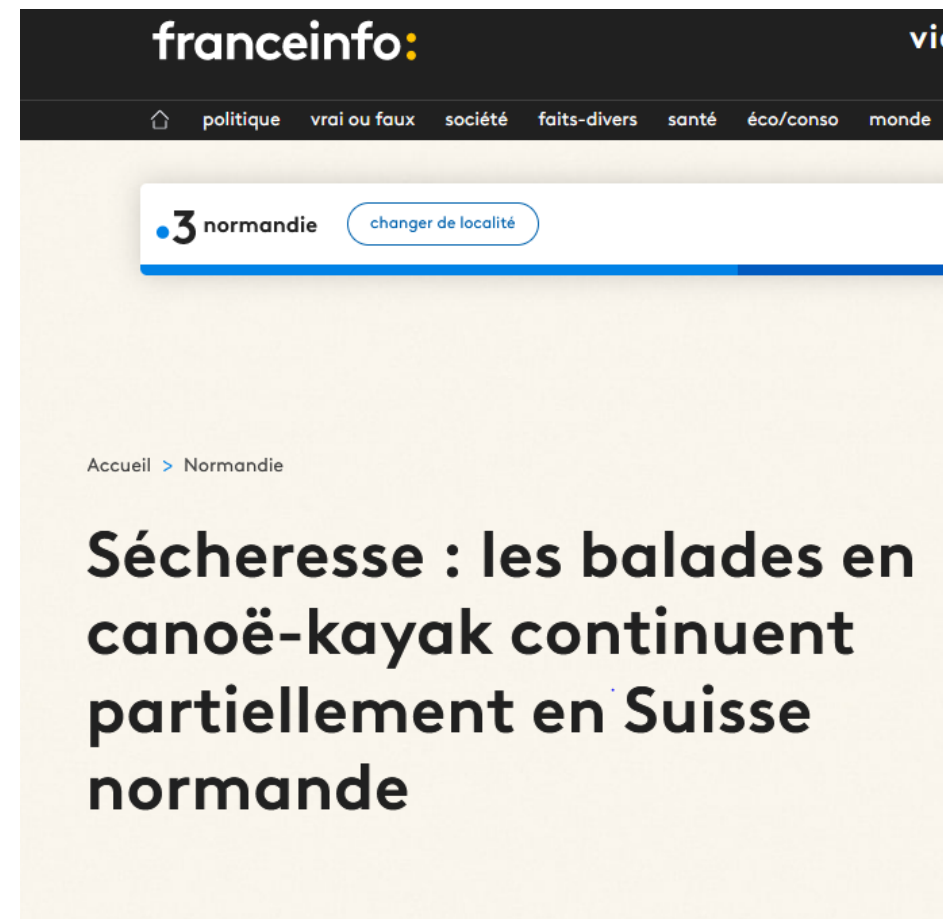 franceinfo:
politique vrai ou faux société faits-divers santé éco/conso monde
3 normandie changer de localité
Accueil > Normandie
Sécheresse : les balades en
canoë-kayak continuent
partiellement en Suisse
normande